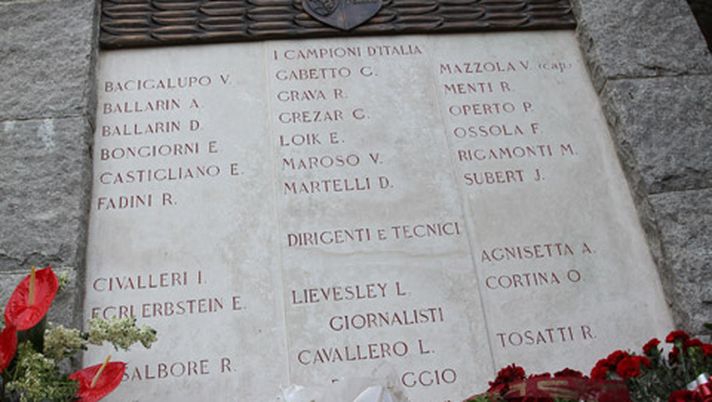 I CAMPIONI D'ITALIA
BACIGALUPO V.
BALLARIN A.
BALLARIN D.
BONGIORNI E
CASTIGLIANO E.
FADINI R.
GABETTO G.
GRAVA R.
GREZAR C.
LOIK E.
MAROSO V.
MARTELLI D.
MAZZOLA V. (cap.)
MENTI R.
OPERTO P.
OSSOLA F.
RIGAMONTI M.
SUBERT J.
DIRIGENTI E TECNICI
CIVALLERI I.
EGRI ERBSTEIN E.
LIEVESLEY L.
AGNISETTA A.
CORTINA O.
GIORNALISTI
SALBORE R.
CAVALLERO L.
TOSATTI R.